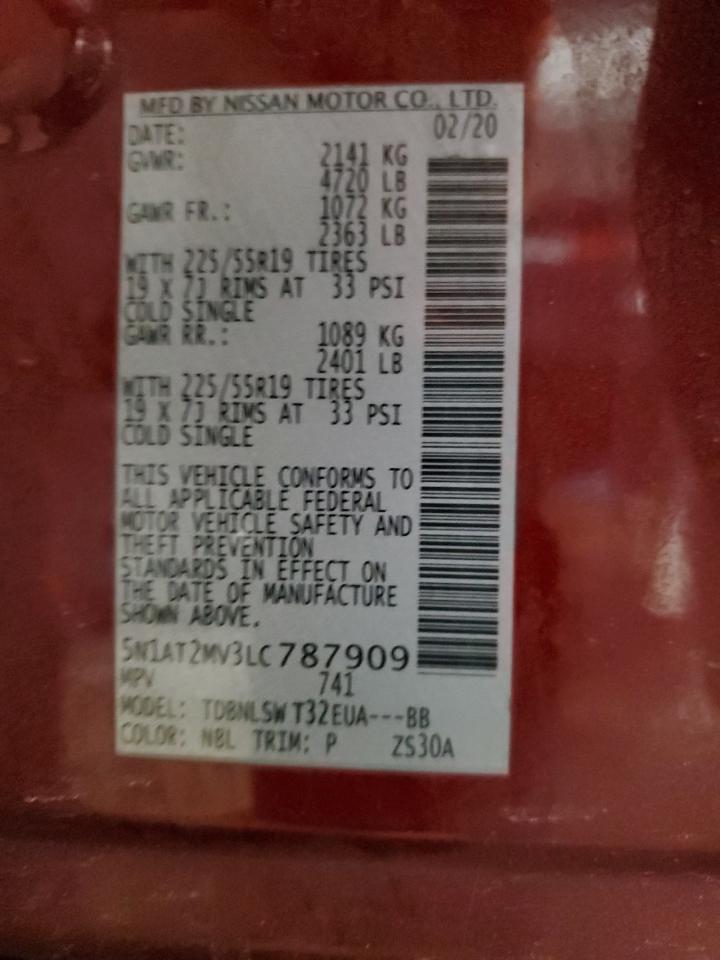 MFD BY NISSAN MOTOR CO., LTD.
DATE: 02/20
GVWR: 2141 KG
4720 LB
GAWR FR.: 1072 KG
2363 LB
WITH 225/55R19 TIRES
19 X 7J RIMS AT 33 PSI
COLD SINGLE
GAWR RR.: 1089 KG
2401 LB
WITH 225/55R19 TIRES
19 X 7J RIMS AT 33 PSI
COLD SINGLE
THIS VEHICLE CONFORMS TO
ALL APPLICABLE FEDERAL
MOTOR VEHICLE SAFETY AND
THEFT PREVENTION
STANDARDS IN EFFECT ON
THE DATE OF MANUFACTURE
SHOWN ABOVE.
5N1AT2MV3LC787909
MPV 741
MODEL: TDBNLSW T32EUA---BB
COLOR: NBL TRIM: P ZS30A